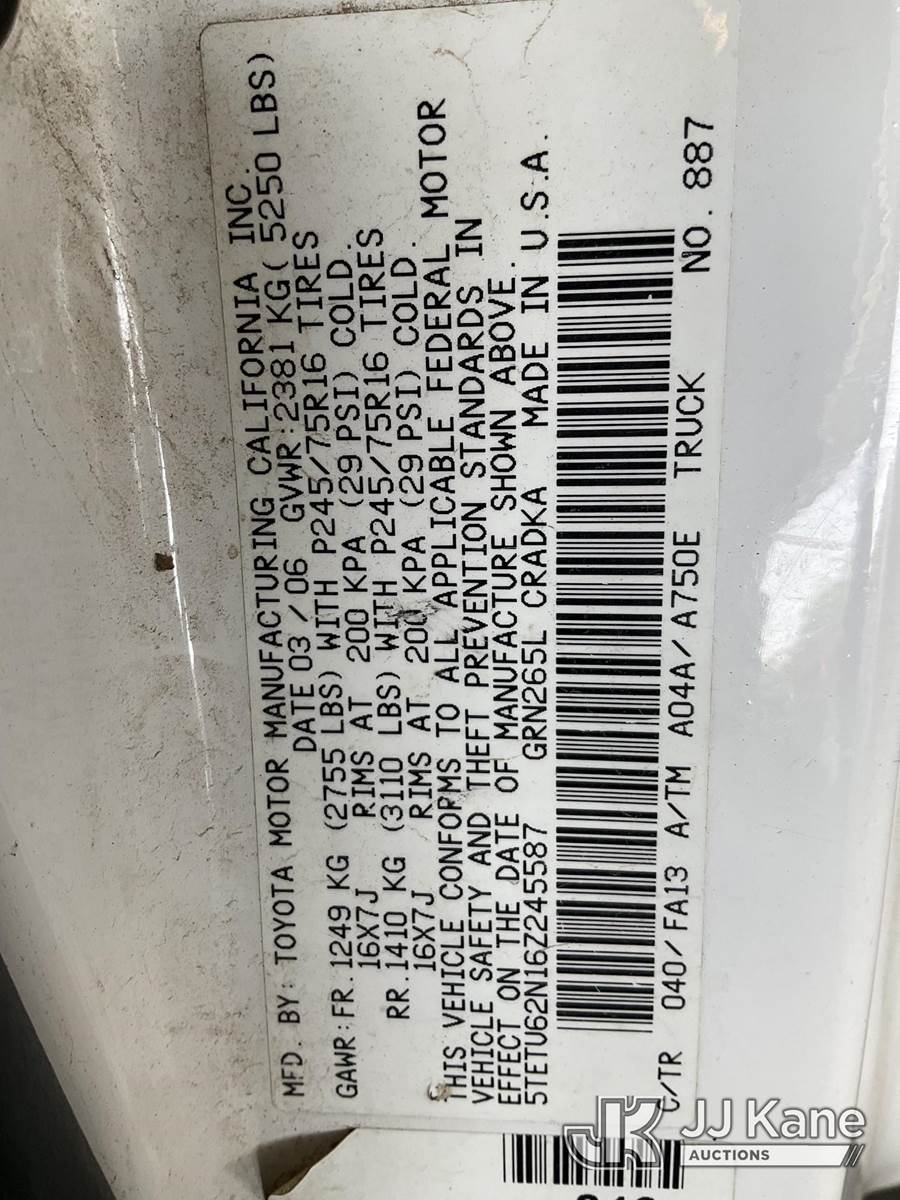 MFD. BY: TOYOTA MOTOR MANUFACTURING CALIFORNIA INC.
DATE 03/06 GVWR:2381 KG( 5250 LBS)
GAWR:FR.1249 KG (2755 LBS) WITH P245/75R16 TIRES
16X7J RIMS AT 200 KPA (29 PSI) COLD.
RR.1410 KG (3110 LBS) WITH P245/75R16 TIRES
16X7J RIMS AT 200 KPA (29 PSI) COLD.
THIS VEHICLE CONFORMS TO ALL APPLICABLE FEDERAL MOTOR
VEHICLE SAFETY AND THEFT PREVENTION STANDARDS IN
EFFECT ON THE DATE OF MANUFACTURE SHOWN ABOVE.
5TETU62N16Z245587 GRN265L CRADKA MADE IN U.S.A.
C/TR 040/FA13 A/TM A04A/A750E TRUCK NO. 887
JJ Kane
AUCTIONS